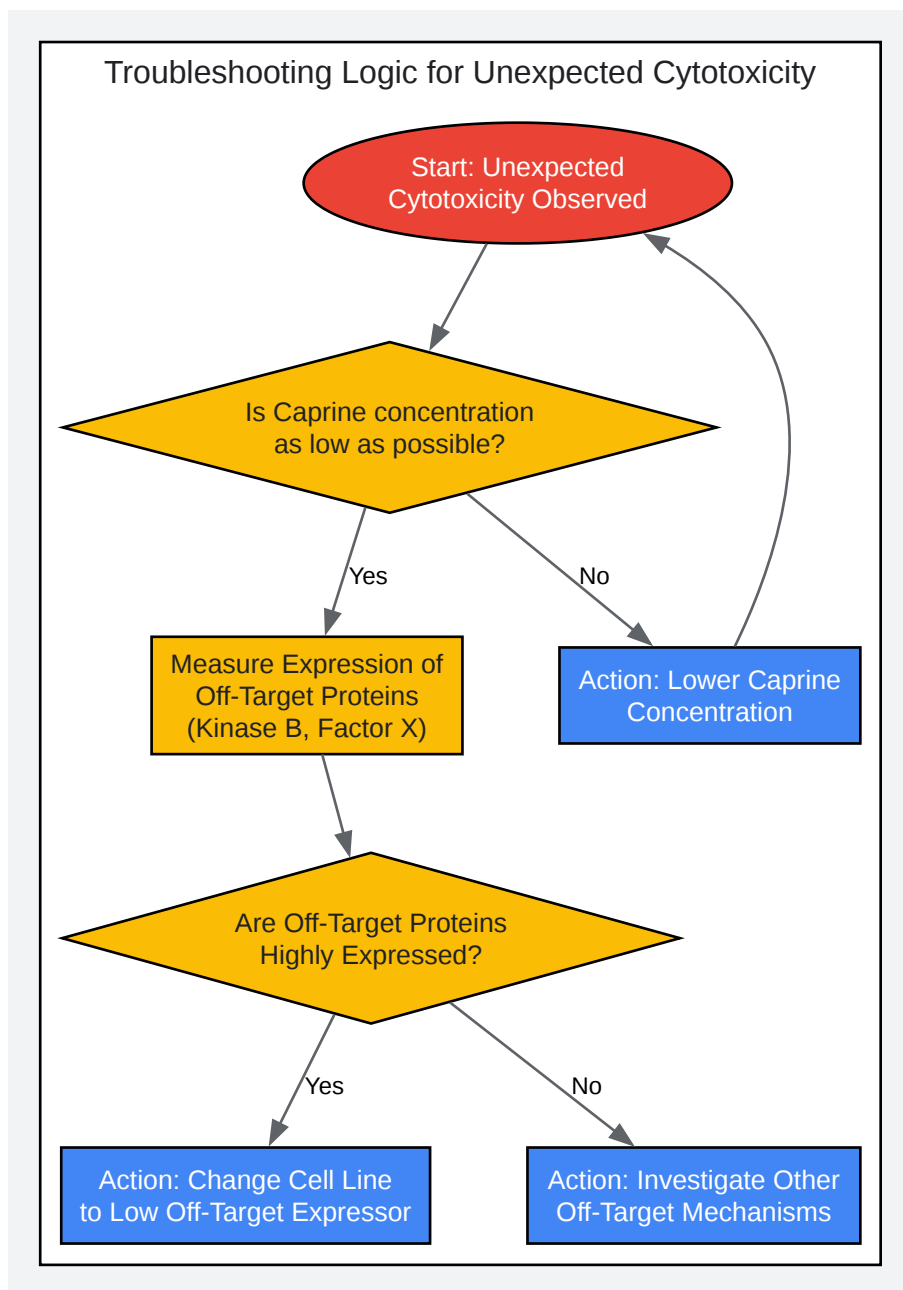 Troubleshooting Logic for Unexpected Cytotoxicity
Start: Unexpected
Cytotoxicity Observed
Is Caprine concentration
as low as possible?
Yes
No
Measure Expression of
Off-Target Proteins
(Kinase B, Factor X)
Action: Lower Caprine
Concentration
Are Off-Target Proteins
Highly Expressed?
Yes
No
Action: Change Cell Line
to Low Off-Target Expressor
Action: Investigate Other
Off-Target Mechanisms